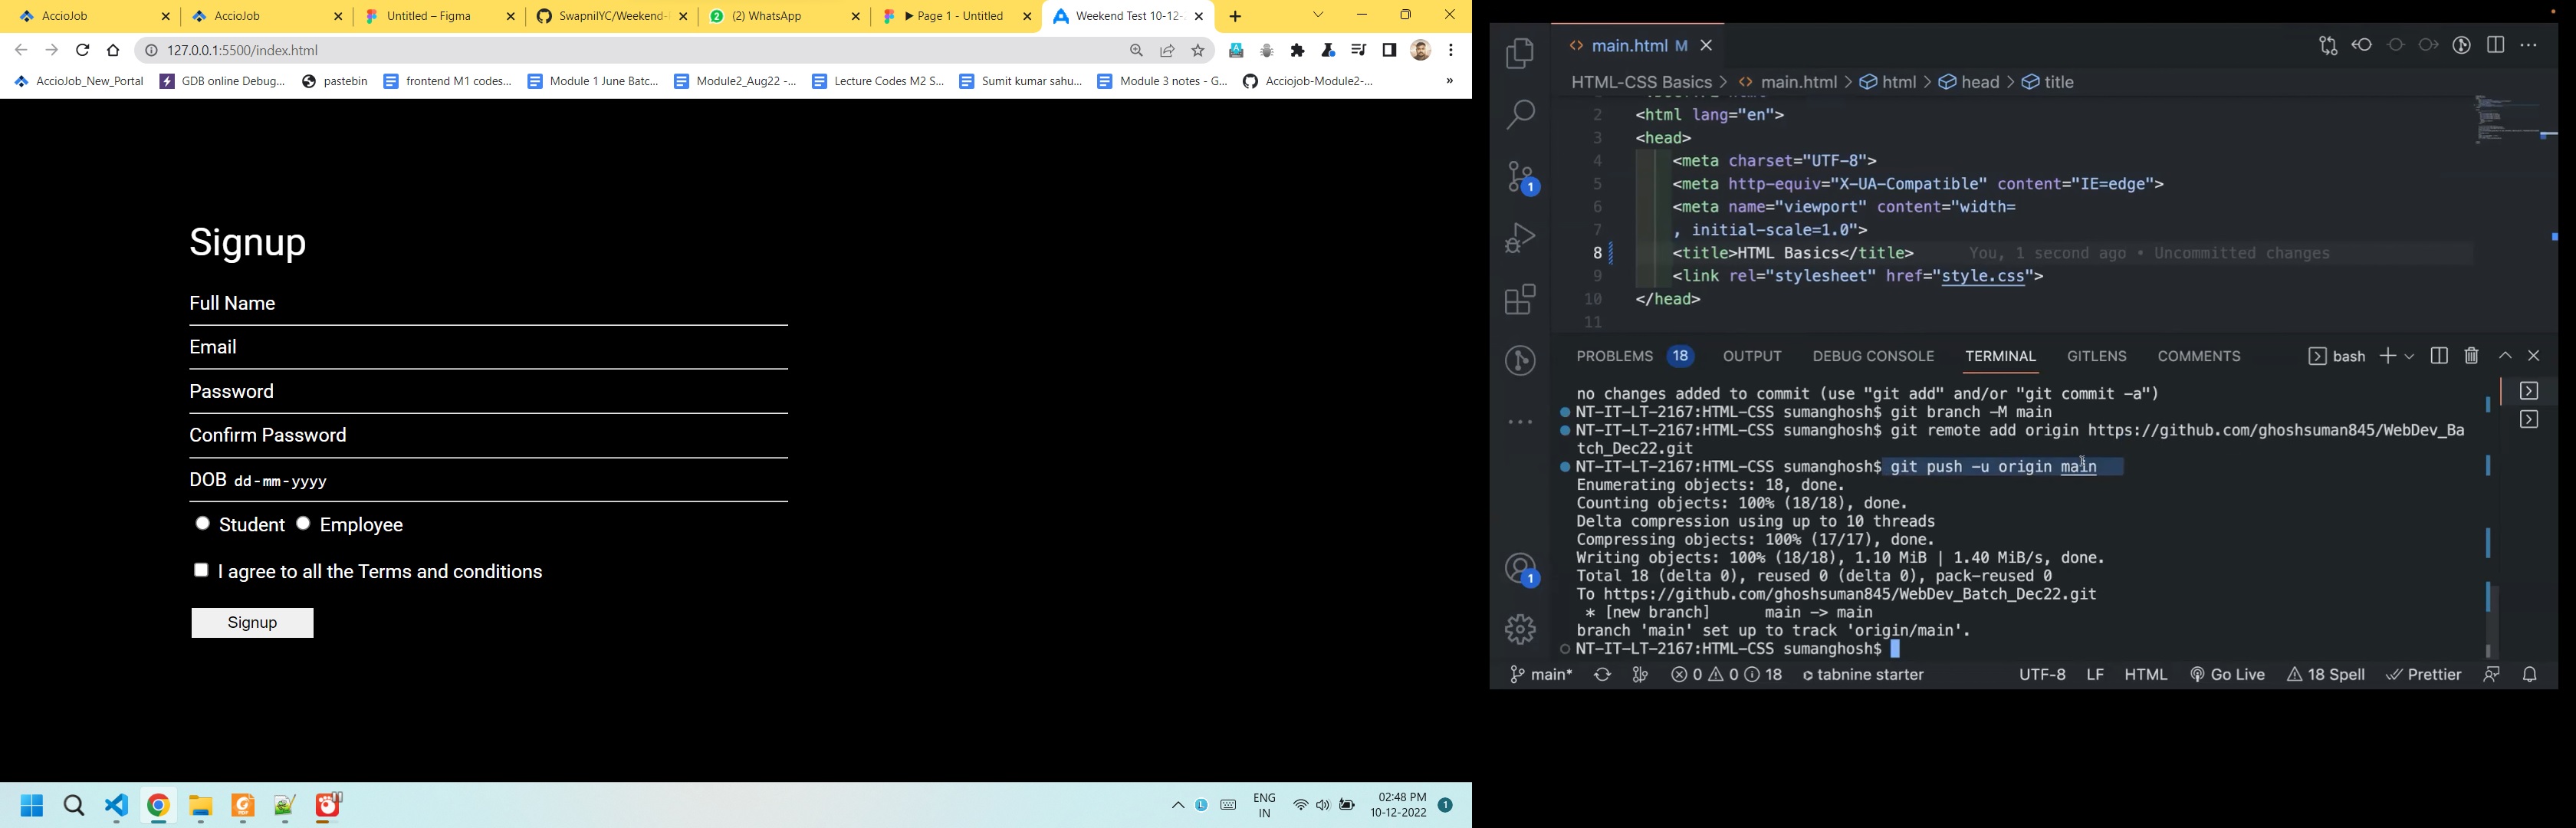 AccioJob
AccioJob
Untitled – Figma
SwapnilYC/Weekend-
(2) WhatsApp
▶ Page 1 - Untitled
Weekend Test 10-12-
127.0.0.1:5500/index.html
AccioJob_New_Portal
GDB online Debug...
pastebin
frontend M1 codes...
Module 1 June Batc...
Module2_Aug22 -...
Lecture Codes M2 S...
Sumit kumar sahu...
Module 3 notes - G...
Acciojob-Module2-...
»
Signup
Full Name
Email
Password
Confirm Password
DOB dd-mm-yyyy
Student Employee
I agree to all the Terms and conditions
Signup
ENG
IN
02:48 PM
10-12-2022
1
main.html M
HTML-CSS Basics > main.html > html > head > title
2 <html lang="en">
3 <head>
4 <meta charset="UTF-8">
5 <meta http-equiv="X-UA-Compatible" content="IE=edge">
6 <meta name="viewport" content="width=
7 , initial-scale=1.0">
8 <title>HTML Basics</title> You, 1 second ago • Uncommitted changes
9 <link rel="stylesheet" href="style.css">
10 </head>
11
1
1
PROBLEMS 18 OUTPUT DEBUG CONSOLE TERMINAL GITLENS COMMENTS bash
no changes added to commit (use "git add" and/or "git commit -a")
NT-IT-LT-2167:HTML-CSS sumanghosh$ git branch -M main
NT-IT-LT-2167:HTML-CSS sumanghosh$ git remote add origin https://github.com/ghoshsuman845/WebDev_Ba
tch_Dec22.git
NT-IT-LT-2167:HTML-CSS sumanghosh$ git push -u origin main
Enumerating objects: 18, done.
Counting objects: 100% (18/18), done.
Delta compression using up to 10 threads
Compressing objects: 100% (17/17), done.
Writing objects: 100% (18/18), 1.10 MiB | 1.40 MiB/s, done.
Total 18 (delta 0), reused 0 (delta 0), pack-reused 0
To https://github.com/ghoshsuman845/WebDev_Batch_Dec22.git
* [new branch] main -> main
branch 'main' set up to track 'origin/main'.
NT-IT-LT-2167:HTML-CSS sumanghosh$
main* 0 0 18 tabnine starter UTF-8 LF HTML Go Live 18 Spell Prettier